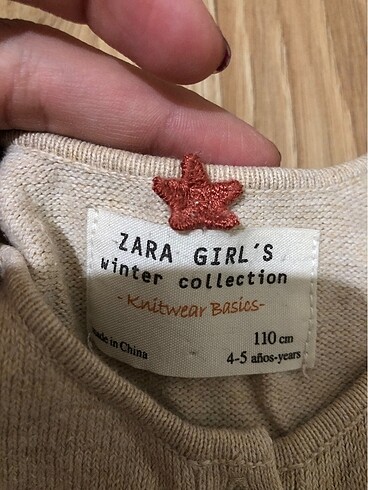 ZARA GIRL'S
winter collection
- Knitwear Basics-
made in China
110 cm
4-5 años-years